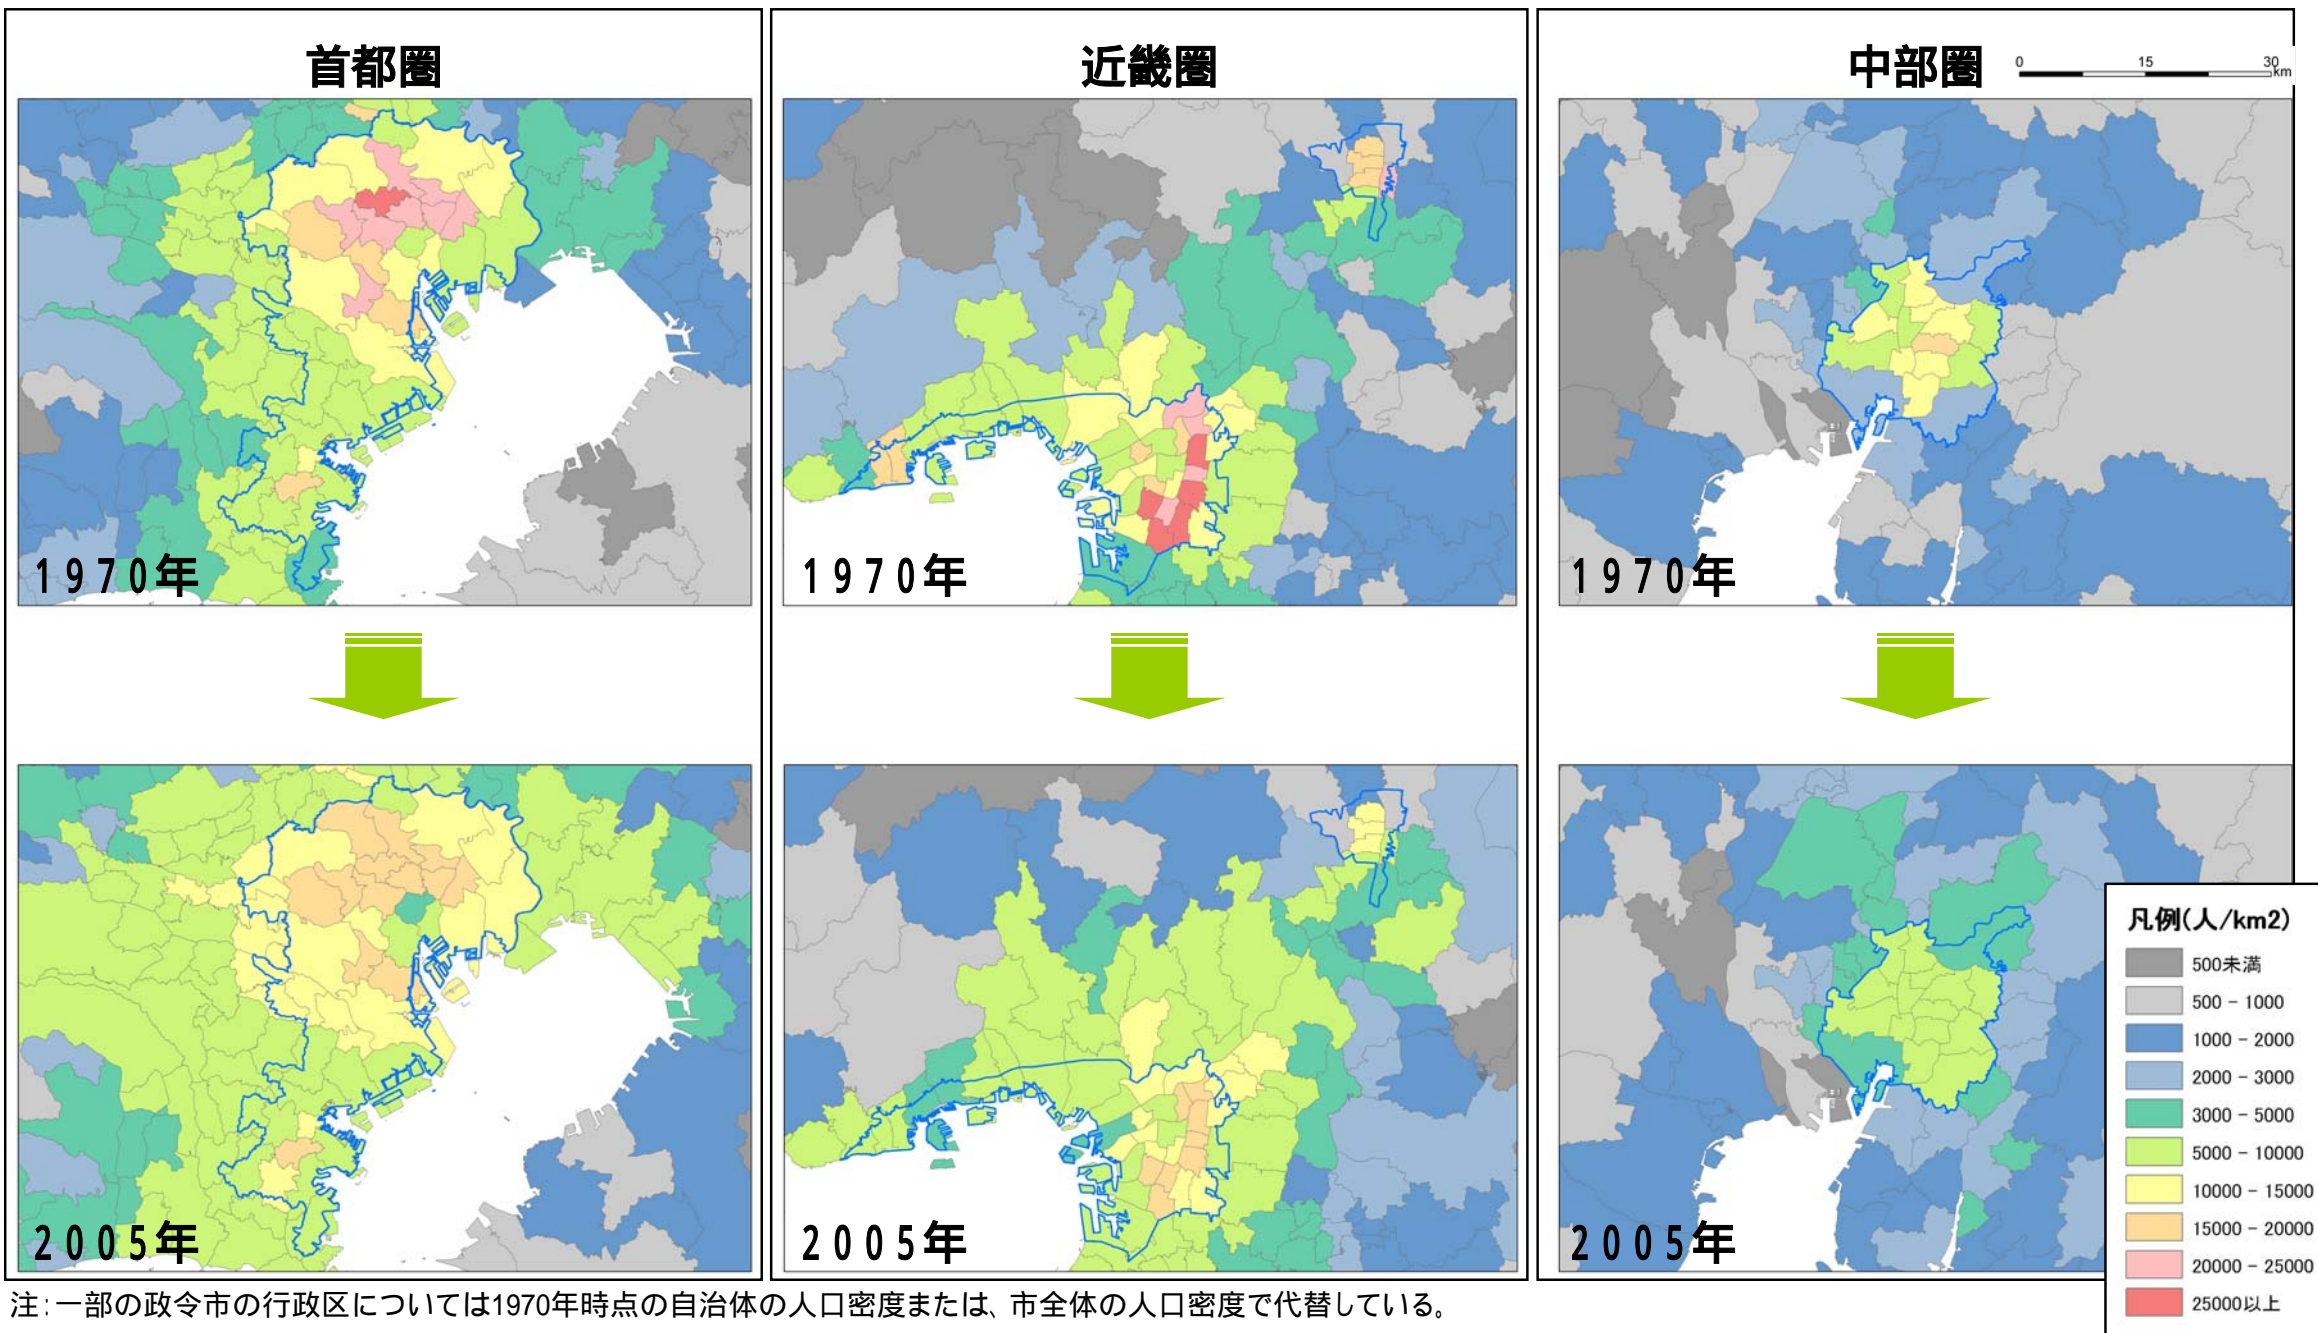 首都圏
近畿圏
中部圏
0 15 30 km
1970年
1970年
1970年
2005年
2005年
2005年
凡例(人/km2)
500未満
500 - 1000
1000 - 2000
2000 - 3000
3000 - 5000
5000 - 10000
10000 - 15000
15000 - 20000
20000 - 25000
25000以上
注:一部の政令市の行政区については1970年時点の自治体の人口密度または、市全体の人口密度で代替している。